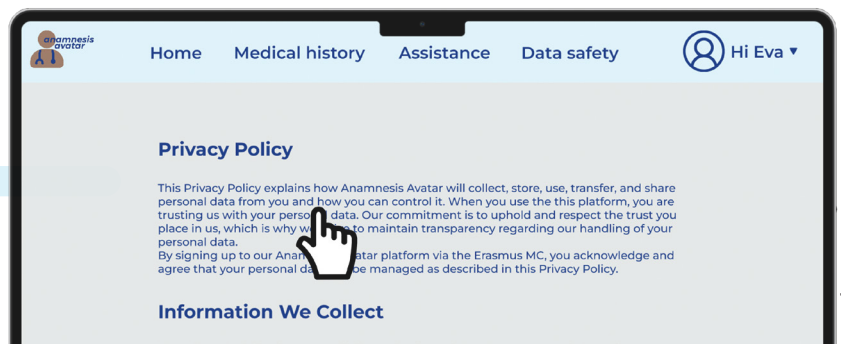 anamnesis
avatar
Home Medical history Assistance Data safety Hi Eva
Privacy Policy
This Privacy Policy explains how Anamnesis Avatar will collect, store, use, transfer, and share
personal data from you and how you can control it. When you use the this platform, you are
trusting us with your data. Our commitment is to uphold and respect the trust you
place in us, which is why to maintain transparency regarding our handling of your
personal data.
By signing up to our platform via the Erasmus MC, you acknowledge and
agree that your personal be managed as described in this Privacy Policy.
Information We Collect